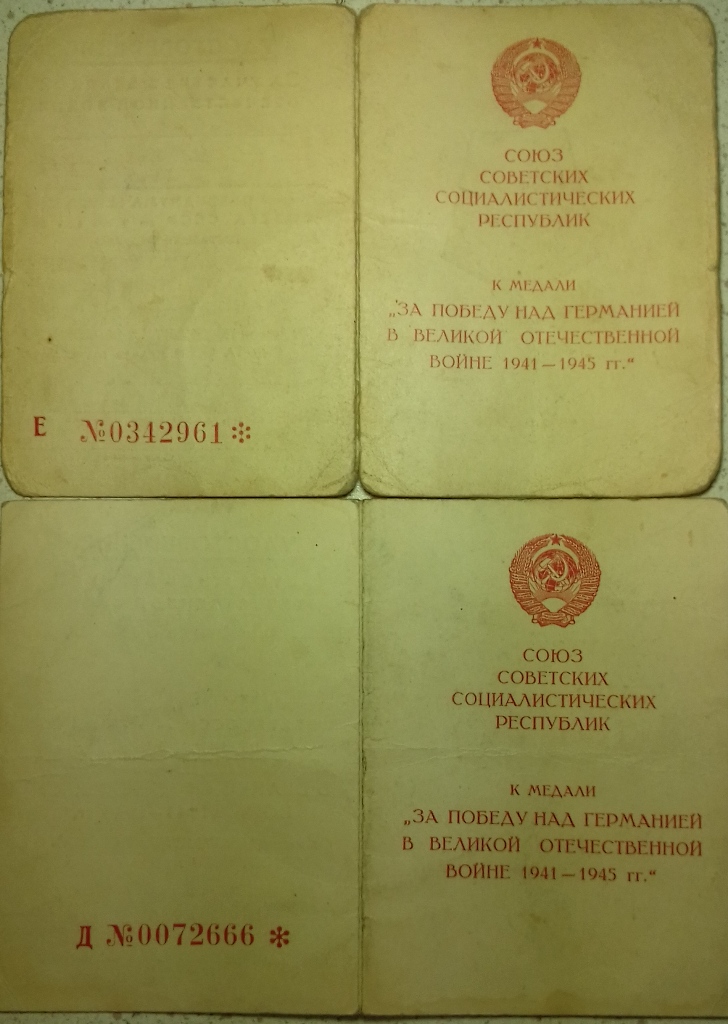 СОЮЗ
СОВЕТСКИХ
СОЦИАЛИСТИЧЕСКИХ
РЕСПУБЛИК
К МЕДАЛИ
„ЗА ПОБЕДУ НАД ГЕРМАНИЕЙ
В ВЕЛИКОЙ ОТЕЧЕСТВЕННОЙ
ВОЙНЕ 1941—1945 гг.“
Е №0342961 *
СОЮЗ
СОВЕТСКИХ
СОЦИАЛИСТИЧЕСКИХ
РЕСПУБЛИК
К МЕДАЛИ
„ЗА ПОБЕДУ НАД ГЕРМАНИЕЙ
В ВЕЛИКОЙ ОТЕЧЕСТВЕННОЙ
ВОЙНЕ 1941—1945 гг.“
Д №0072666 *